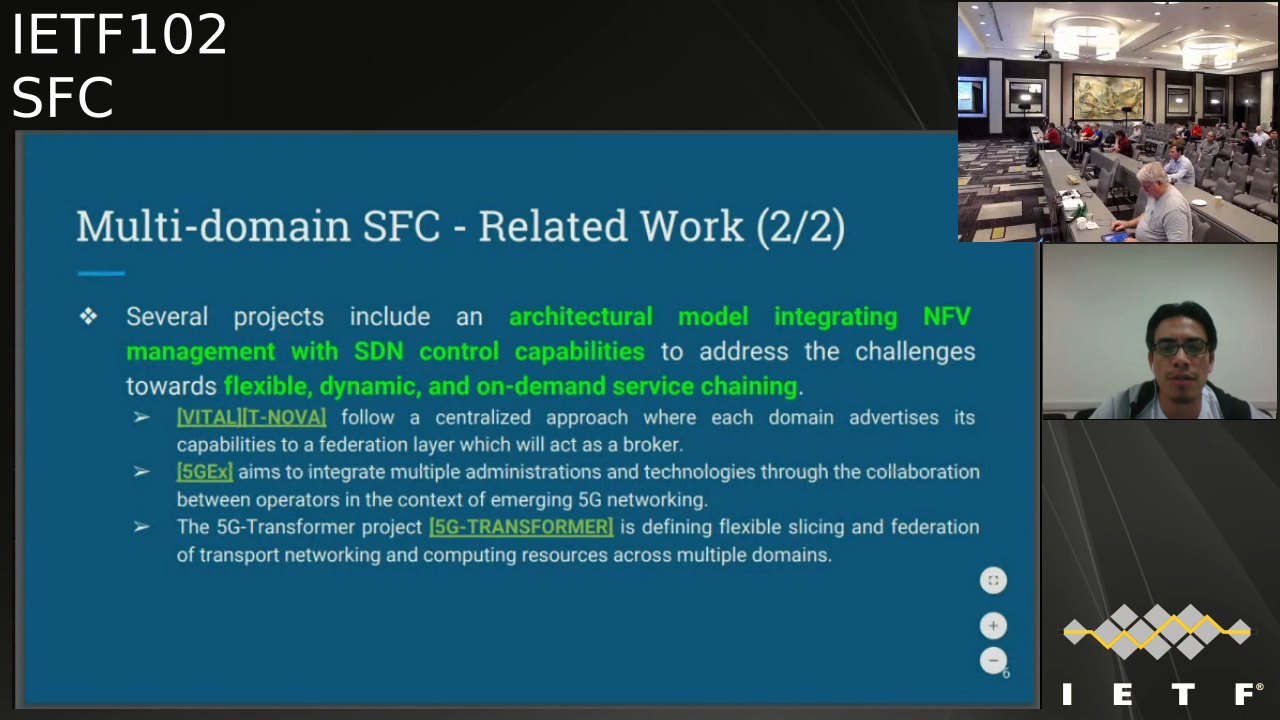 IETF102
SFC
Multi-domain SFC - Related Work (2/2)
❖ Several projects include an architectural model integrating NFV
management with SDN control capabilities to address the challenges
towards flexible, dynamic, and on-demand service chaining.
➢ [VITAL][T-NOVA] follow a centralized approach where each domain advertises its
capabilities to a federation layer which will act as a broker.
➢ [5GEx] aims to integrate multiple administrations and technologies through the collaboration
between operators in the context of emerging 5G networking.
➢ The 5G-Transformer project [5G-TRANSFORMER] is defining flexible slicing and federation
of transport networking and computing resources across multiple domains.
6
I E T F®